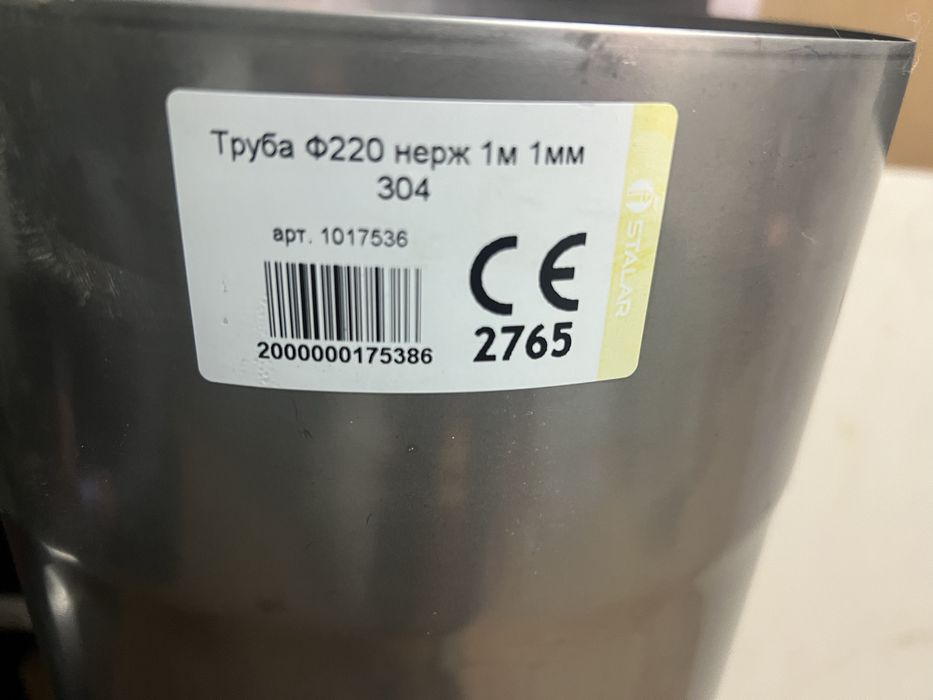 Труба Ф220 нерж 1м 1мм
304
арт. 1017536
2000000175386
CE
2765
STALAR